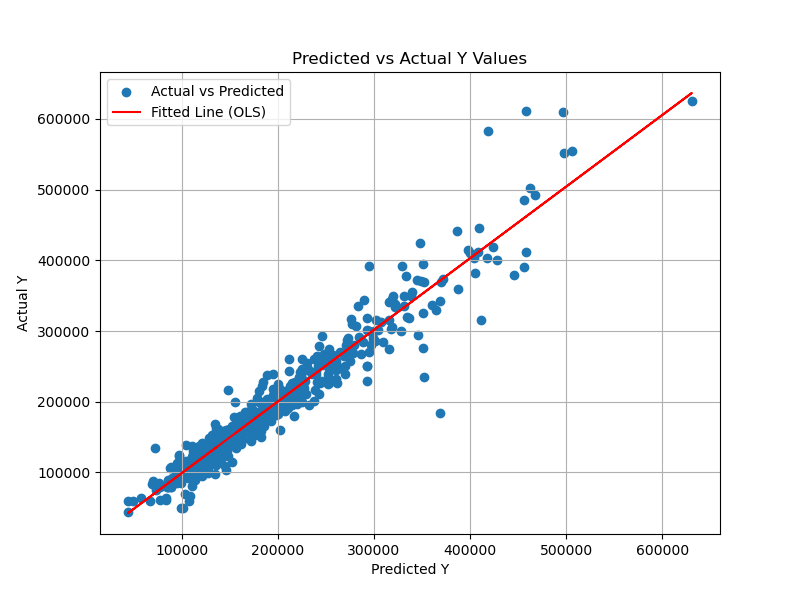 Predicted vs Actual Y Values
Actual vs Predicted
Fitted Line (OLS)
600000
500000
400000
300000
200000
100000
Actual Y
100000 200000 300000 400000 500000 600000
Predicted Y